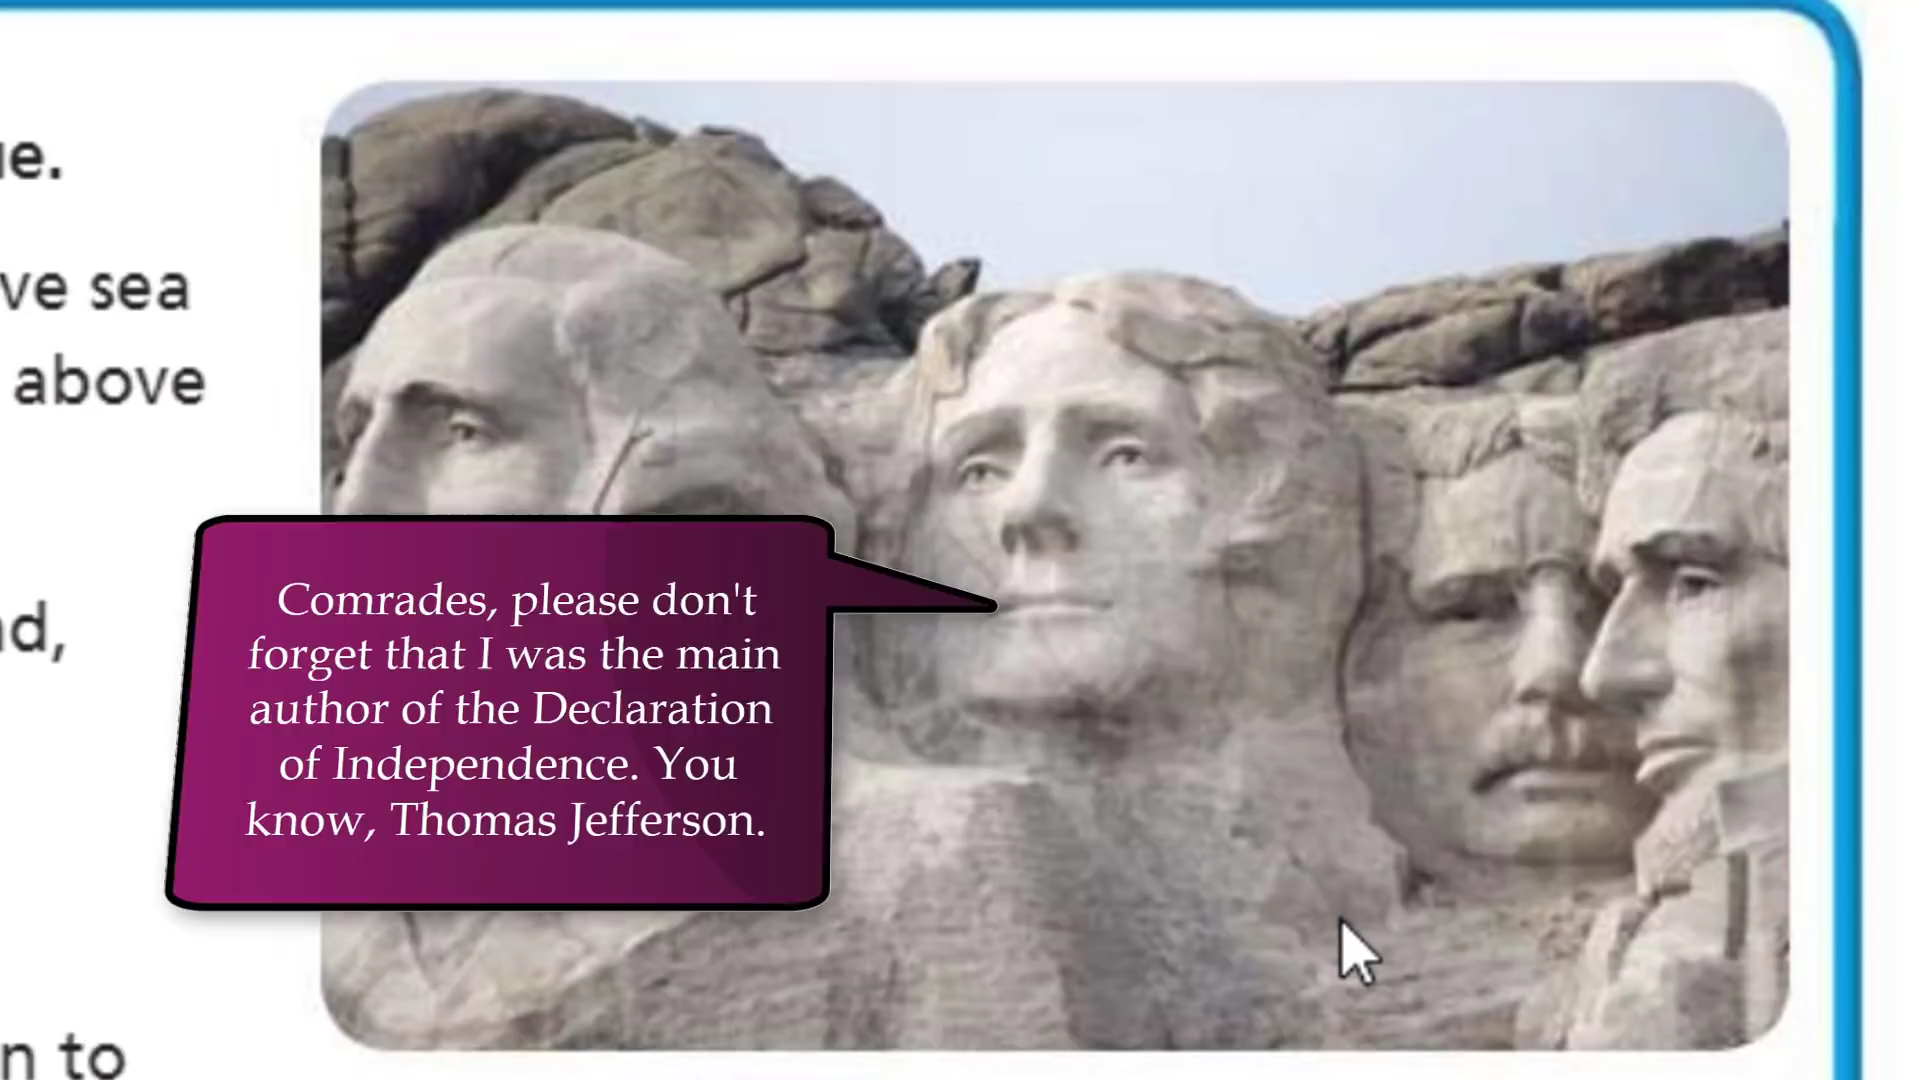 ve sea
above
Comrades, please don't
forget that I was the main
author of the Declaration
of Independence. You
know, Thomas Jefferson.
to